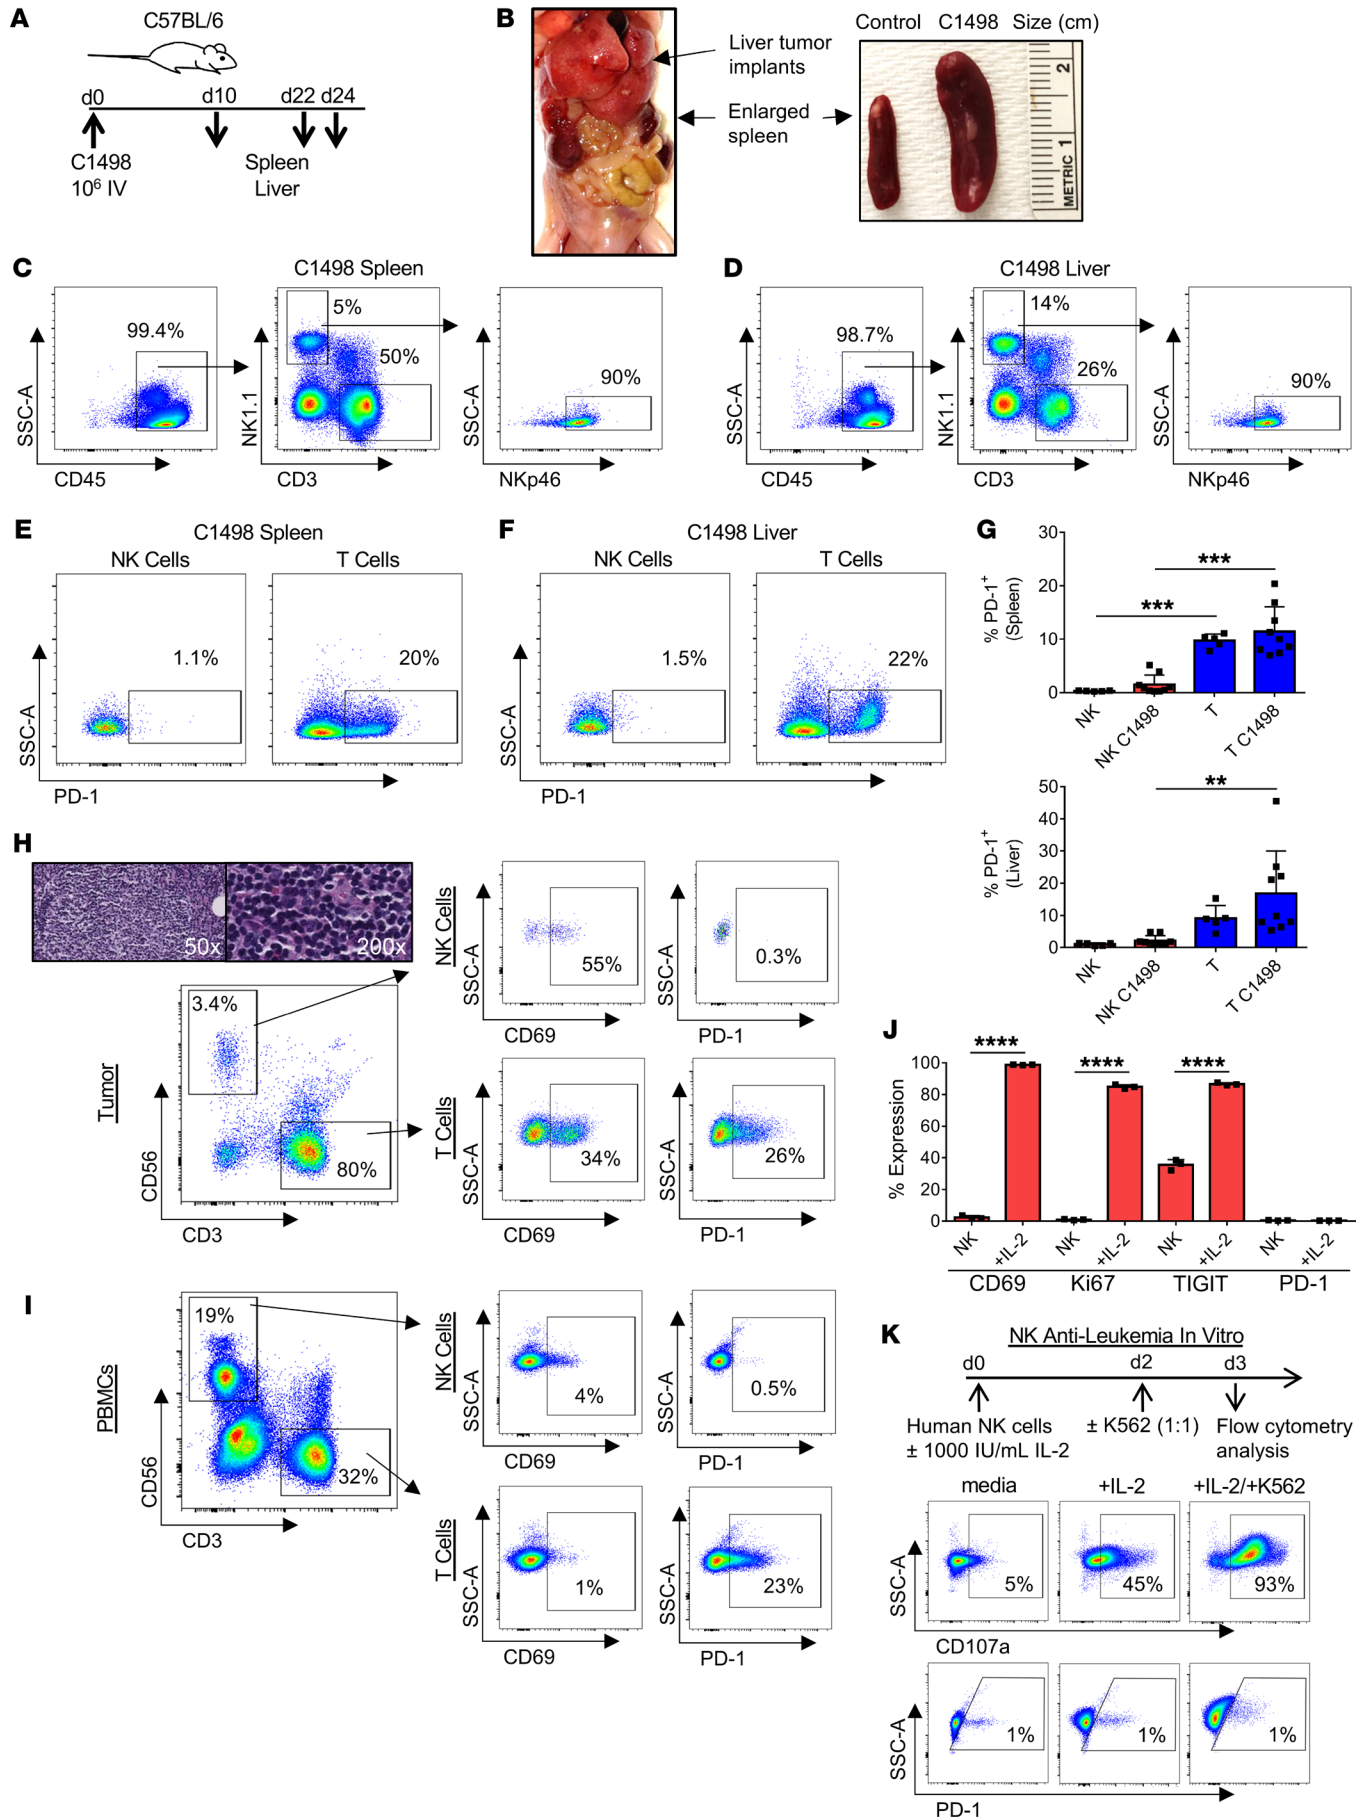 A
C57BL/6
d0
d10
d22
d24
C1498
10⁶ IV
Spleen
Liver
B
Liver tumor
implants
Enlarged
spleen
Control
C1498
Size (cm)
2
1
METRIC
C
C1498 Spleen
99.4%
SSC-A
CD45
5%
50%
NK1.1
CD3
90%
SSC-A
NKp46
D
C1498 Liver
98.7%
SSC-A
CD45
14%
26%
NK1.1
CD3
90%
SSC-A
NKp46
E
C1498 Spleen
NK Cells
T Cells
1.1%
20%
SSC-A
PD-1
F
C1498 Liver
NK Cells
T Cells
1.5%
22%
SSC-A
PD-1
G
% PD-1⁺
(Spleen)
30
20
10
0
***
***
NK
NK C1498
T
T C1498
% PD-1⁺
(Liver)
50
40
30
20
10
0
**
NK
NK C1498
T
T C1498
H
50x
200x
Tumor
3.4%
80%
CD56
CD3
NK Cells
SSC-A
55%
CD69
SSC-A
0.3%
PD-1
T Cells
SSC-A
34%
CD69
SSC-A
26%
PD-1
I
PBMCs
19%
32%
CD56
CD3
NK Cells
SSC-A
4%
CD69
SSC-A
0.5%
PD-1
T Cells
SSC-A
1%
CD69
SSC-A
23%
PD-1
J
% Expression
100
80
60
40
20
0
****
****
****
NK
+IL-2
NK
+IL-2
NK
+IL-2
NK
+IL-2
CD69
Ki67
TIGIT
PD-1
K
NK Anti-Leukemia In Vitro
d0
d2
d3
Human NK cells
± 1000 IU/mL IL-2
± K562 (1:1)
Flow cytometry
analysis
media
+IL-2
+IL-2/+K562
SSC-A
5%
45%
93%
CD107a
SSC-A
1%
1%
1%
PD-1